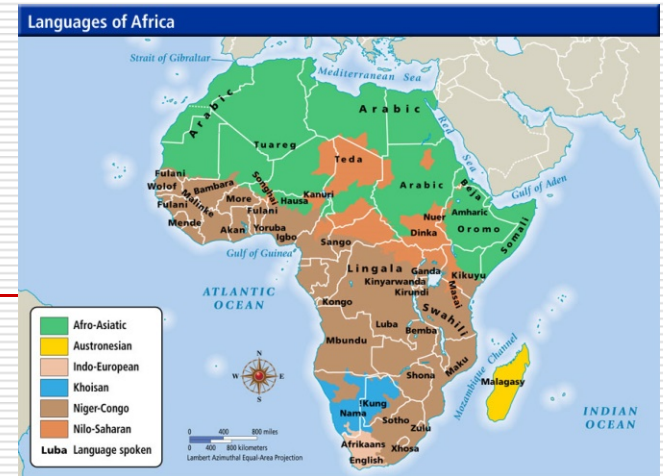 Languages of Africa
Strait of Gibraltar
Mediterranean Sea
Arabic
Arabic
Tuareg
Teda
Red Sea
Arabic
Beja
Gulf of Aden
Fulani
Wolof
Bambara
Songhai
Kanuri
Hausa
Malinke
More
Fulani
Fulani
Nuer
Amharic
Mende
Akan
Yoruba
Igbo
Dinka
Oromo
Somali
Sango
Gulf of Guinea
Lingala
Ganda
Kikuyu
Kinyarwanda
Kirundi
Masai
ATLANTIC
OCEAN
Kongo
Swahili
Luba
Bemba
Mbundu
Maku
Mozambique Channel
Shona
Malagasy
!Kung
Nama
Sotho
Zulu
INDIAN
OCEAN
Afrikaans
Xhosa
English
Afro-Asiatic
Austronesian
Indo-European
Khoisan
Niger-Congo
Nilo-Saharan
Luba Language spoken
N
W E
S
0 400 800 miles
0 400 800 kilometers
Lambert Azimuthal Equal-Area Projection